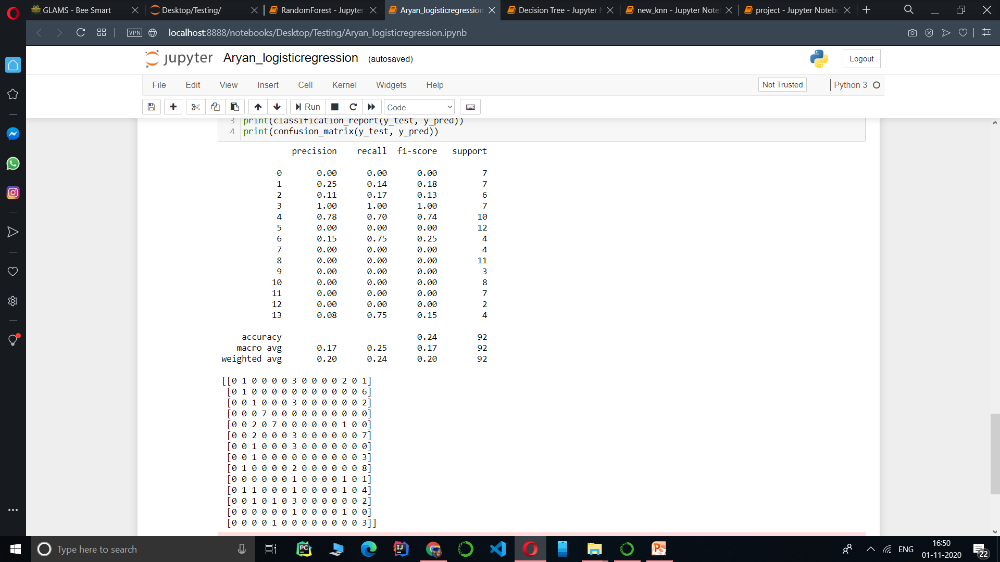 GLAMS - Bee Smart
Desktop/Testing/
RandomForest - Jupyter
Aryan_logisticregression
Decision Tree - Jupyter N
new_knn - Jupyter Note
project - Jupyter Notebo
VPN
localhost:8888/notebooks/Desktop/Testing/Aryan_logisticregression.ipynb
jupyter Aryan_logisticregression (autosaved)
Logout
File Edit View Insert Cell Kernel Widgets Help
Not Trusted
Python 3
Run
Code
3 print(classification_report(y_test, y_pred))
4 print(confusion_matrix(y_test, y_pred))
precision recall f1-score support
0 0.00 0.00 0.00 7
1 0.25 0.14 0.18 7
2 0.11 0.17 0.13 6
3 1.00 1.00 1.00 7
4 0.78 0.70 0.74 10
5 0.00 0.00 0.00 12
6 0.15 0.75 0.25 4
7 0.00 0.00 0.00 4
8 0.00 0.00 0.00 11
9 0.00 0.00 0.00 3
10 0.00 0.00 0.00 8
11 0.00 0.00 0.00 7
12 0.00 0.00 0.00 2
13 0.08 0.75 0.15 4
accuracy 0.24 92
macro avg 0.17 0.25 0.17 92
weighted avg 0.20 0.24 0.20 92
[[0 1 0 0 0 0 3 0 0 0 0 2 0 1]
[0 1 0 0 0 0 0 0 0 0 0 0 0 6]
[0 0 1 0 0 0 3 0 0 0 0 0 0 2]
[0 0 0 7 0 0 0 0 0 0 0 0 0 0]
[0 0 2 0 7 0 0 0 0 0 0 1 0 0]
[0 0 2 0 0 0 3 0 0 0 0 0 0 7]
[0 0 1 0 0 0 3 0 0 0 0 0 0 0]
[0 0 1 0 0 0 0 0 0 0 0 0 0 3]
[0 1 0 0 0 0 2 0 0 0 0 0 0 8]
[0 0 0 0 0 0 1 0 0 0 0 1 0 1]
[0 1 1 0 0 0 1 0 0 0 0 1 0 4]
[0 0 1 0 1 0 3 0 0 0 0 0 0 2]
[0 0 0 0 0 0 1 0 0 0 0 1 0 0]
[0 0 0 0 1 0 0 0 0 0 0 0 0 3]]
Type here to search
PC
IJ
ENG
16:50
01-11-2020
22